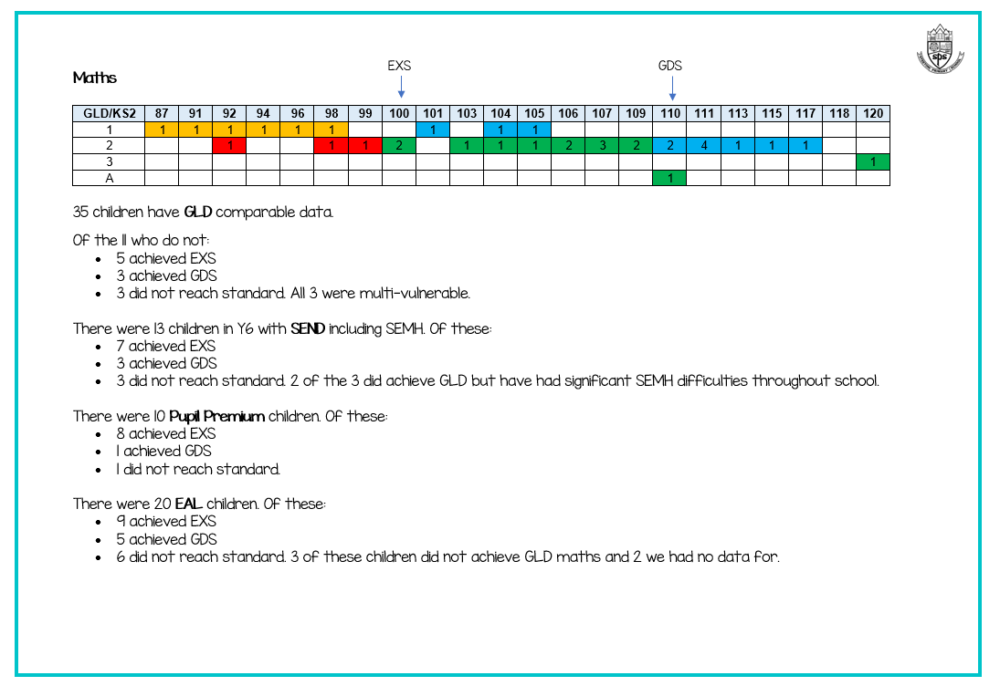 EXS GDS
Maths
GLD/KS2 87 91 92 94 96 98 99 100 101 103 104 105 106 107 109 110 111 113 115 117 118 120
1 1 1 1 1 1 1 1 1 1
2 1 1 1 2 1 1 1 2 3 2 2 4 1 1 1
3 1
A 1
35 children have GLD comparable data.
Of the 11 who do not:
• 5 achieved EXS
• 3 achieved GDS
• 3 did not reach standard. All 3 were multi-vulnerable.
There were 13 children in Y6 with SEND including SEMH. Of these:
• 7 achieved EXS
• 3 achieved GDS
• 3 did not reach standard. 2 of the 3 did achieve GLD but have had significant SEMH difficulties throughout school.
There were 10 Pupil Premium children. Of these:
• 8 achieved EXS
• 1 achieved GDS
• 1 did not reach standard.
There were 20 EAL children. Of these:
• 9 achieved EXS
• 5 achieved GDS
• 6 did not reach standard. 3 of these children did not achieve GLD maths and 2 we had no data for.
sps